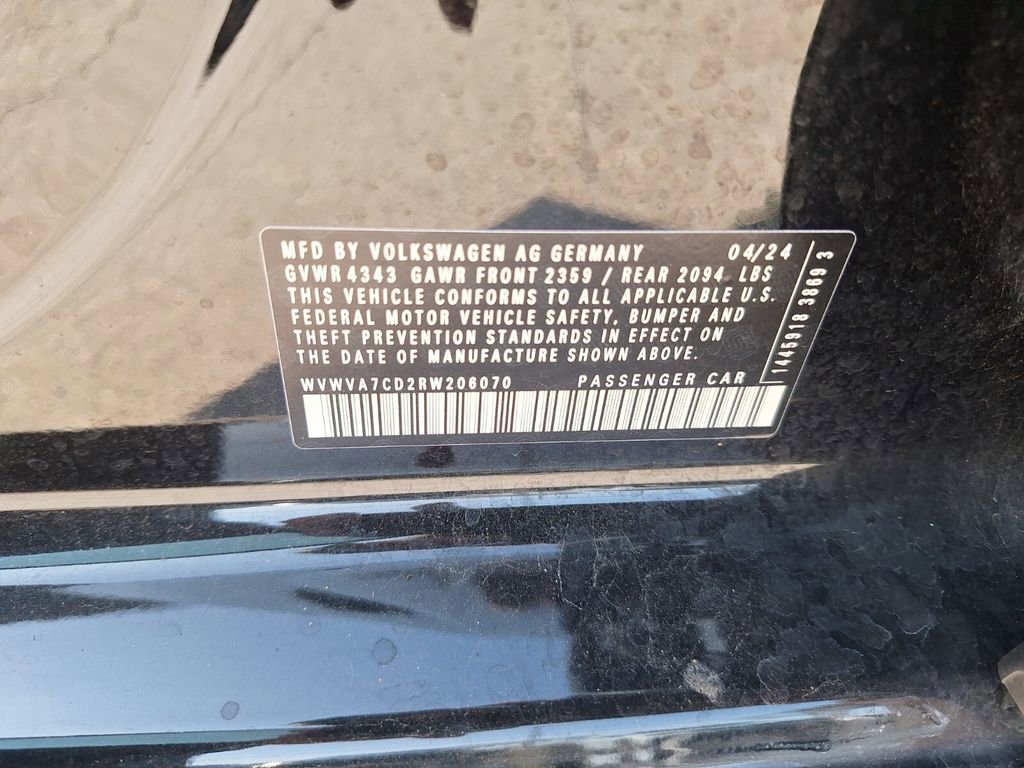 MFD BY VOLKSWAGEN AG GERMANY 04/24
GVWR 4343 GAWR FRONT 2359 / REAR 2094 LBS
THIS VEHICLE CONFORMS TO ALL APPLICABLE U.S.
FEDERAL MOTOR VEHICLE SAFETY, BUMPER AND
THEFT PREVENTION STANDARDS IN EFFECT ON
THE DATE OF MANUFACTURE SHOWN ABOVE.
WVWVA7CD2RW206070 PASSENGER CAR
1445918 3869 3